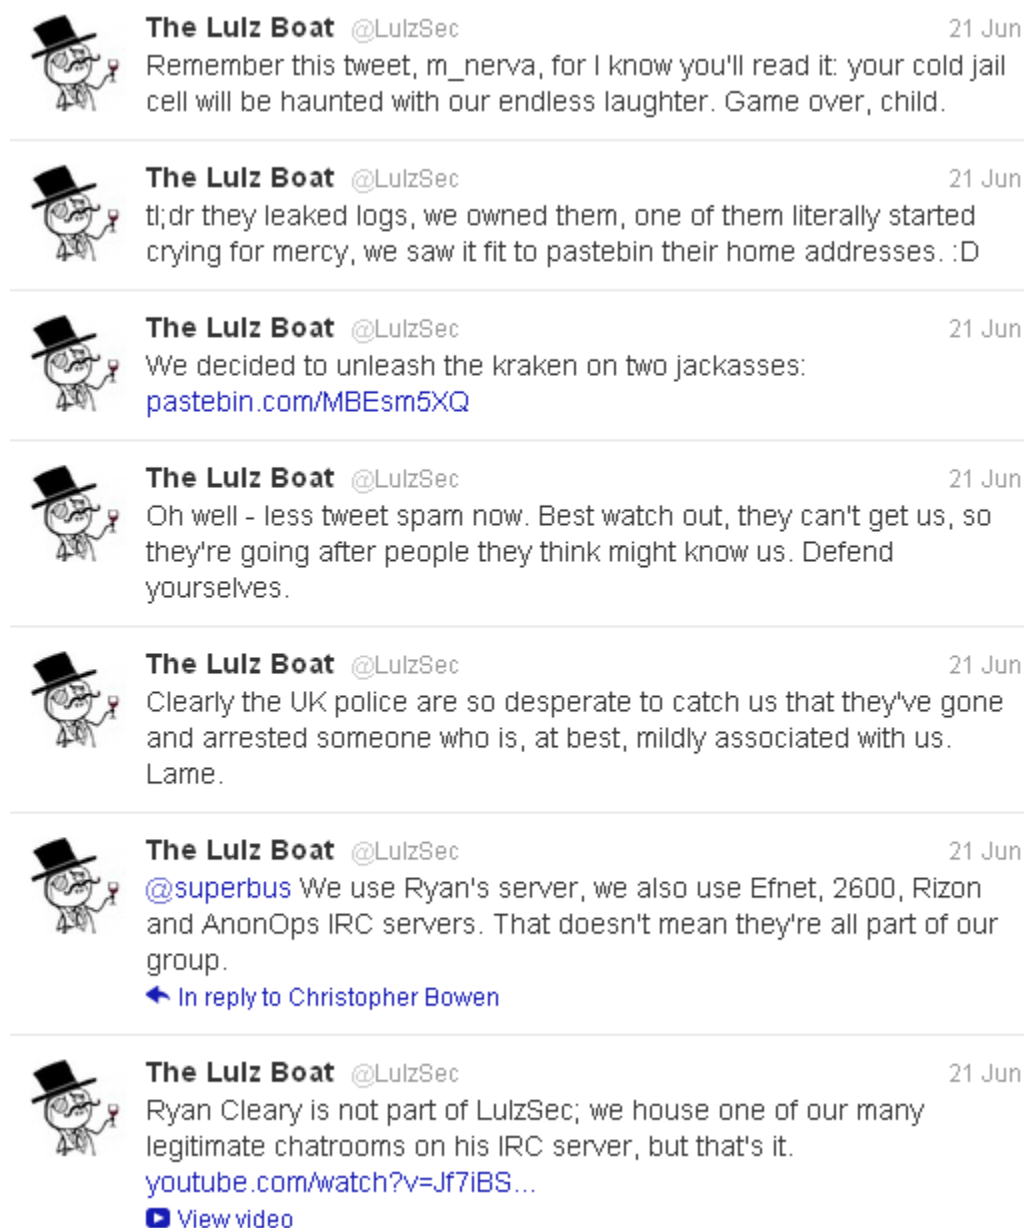 The Lulz Boat @LulzSec 21 Jun
Remember this tweet, m_nerva, for I know you'll read it: your cold jail
cell will be haunted with our endless laughter. Game over, child.
The Lulz Boat @LulzSec 21 Jun
tl;dr they leaked logs, we owned them, one of them literally started
crying for mercy, we saw it fit to pastebin their home addresses. :D
The Lulz Boat @LulzSec 21 Jun
We decided to unleash the kraken on two jackasses:
pastebin.com/MBEsm5XQ
The Lulz Boat @LulzSec 21 Jun
Oh well - less tweet spam now. Best watch out, they can't get us, so
they're going after people they think might know us. Defend
yourselves.
The Lulz Boat @LulzSec 21 Jun
Clearly the UK police are so desperate to catch us that they've gone
and arrested someone who is, at best, mildly associated with us.
Lame.
The Lulz Boat @LulzSec 21 Jun
@superbus We use Ryan's server, we also use Efnet, 2600, Rizon
and AnonOps IRC servers. That doesn't mean they're all part of our
group.
In reply to Christopher Bowen
The Lulz Boat @LulzSec 21 Jun
Ryan Cleary is not part of LulzSec; we house one of our many
legitimate chatrooms on his IRC server, but that's it.
youtube.com/watch?v=Jf7iBS...
View video